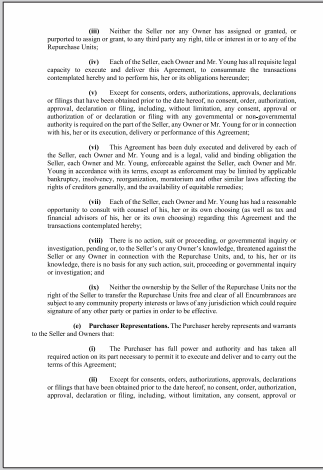 (iii) Neither the Seller nor any Owner has assigned or granted, or
purported to assign or grant, to any third party any right, title or interest in or to any of the
Repurchase Units;
(iv) Each of the Seller, each Owner and Mr. Young has all requisite legal
capacity to execute and deliver this Agreement, to consummate the transactions
contemplated hereby and to perform his, her or its obligations hereunder;
(v) Except for consents, orders, authorizations, approvals, declarations
or filings that have been obtained prior to the date hereof, no consent, order, authorization,
approval, declaration or filing, including, without limitation, any consent, approval or
authorization of or declaration or filing with any governmental or non-governmental
authority is required on the part of the Seller, any Owner or Mr. Young for or in connection
with his, her or its execution, delivery or performance of this Agreement;
(vi) This Agreement has been duly executed and delivered by each of
the Seller, each Owner and Mr. Young and is a legal, valid and binding obligation of the
Seller, each Owner and Mr. Young, enforceable against the Seller, each Owner and Mr.
Young in accordance with its terms, except as enforcement may be limited by applicable
bankruptcy, insolvency, reorganization, moratorium and other similar laws affecting the
rights of creditors generally, and the availability of equitable remedies;
(vii) Each of the Seller, each Owner and Mr. Young has had a reasonable
opportunity to consult with counsel of his, her or its own choosing (as well as tax and
financial advisors of his, her or its own choosing) regarding this Agreement and the
transactions contemplated hereby;
(viii) There is no action, suit or proceeding, or governmental inquiry or
investigation, pending or, to the Seller's or any Owner's knowledge, threatened against the
Seller or any Owner in connection with the Repurchase Units, and, to his, her or its
knowledge, there is no basis for any such action, suit, proceeding or governmental inquiry
or investigation; and
(ix) Neither the ownership by the Seller of the Repurchase Units nor the
right of the Seller to transfer the Repurchase Units free and clear of all Encumbrances are
subject to any community property interests or laws of any jurisdiction which could require
signature of any other party or parties in order to be effective.
(e) Purchaser Representations. The Purchaser hereby represents and warrants
to the Seller and Owners that:
(i) The Purchaser has full power and authority and has taken all
required action on its part necessary to permit it to execute and deliver and to carry out the
terms of this Agreement;
(ii) Except for consents, orders, authorizations, approvals, declarations
or filings that have been obtained prior to the date hereof, no consent, order, authorization,
approval, declaration or filing, including, without limitation, any consent, approval or